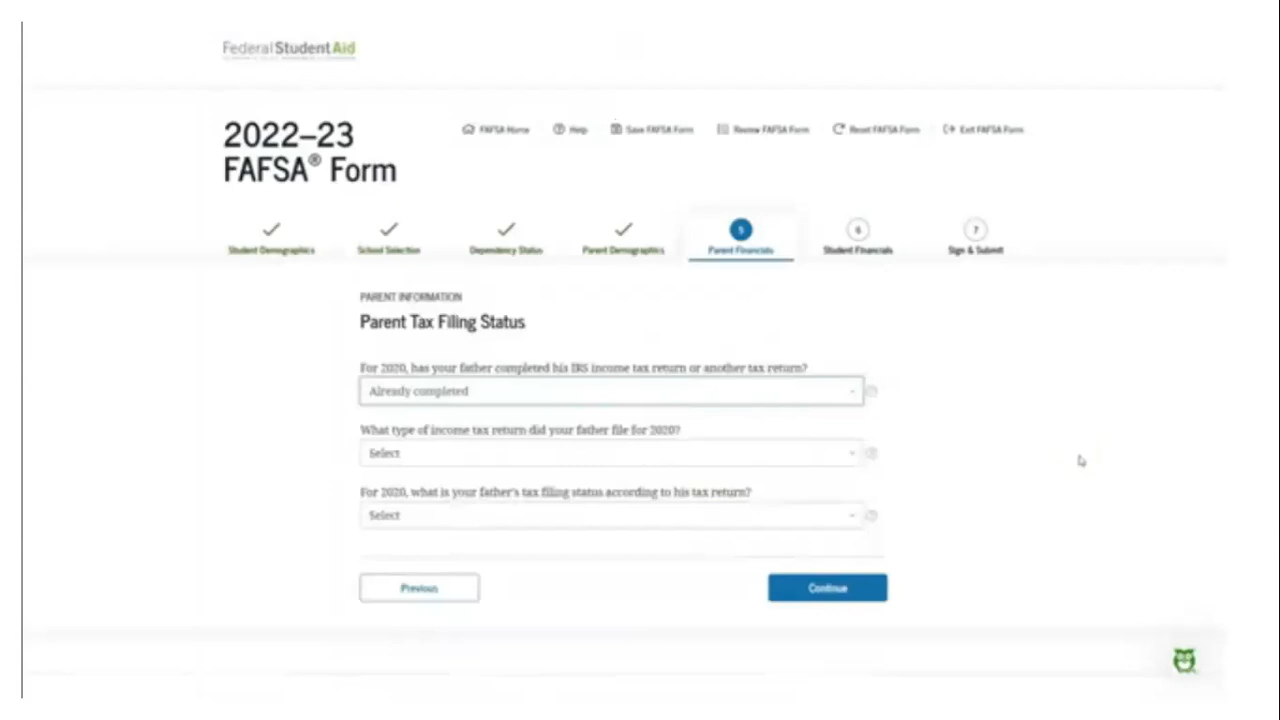 Federal Student Aid
2022–23
FAFSA® Form
FAFSA Home
Help
Save FAFSA Form
Review FAFSA Form
Reset FAFSA Form
Exit FAFSA Form
Student Demographics
School Selection
Dependency Status
Parent Demographics
5
Parent Financials
6
Student Financials
7
Sign & Submit
PARENT INFORMATION
Parent Tax Filing Status
For 2020, has your father completed his IRS income tax return or another tax return?
Already completed
What type of income tax return did your father file for 2020?
Select
For 2020, what is your father's tax filing status according to his tax return?
Select
Previous
Continue